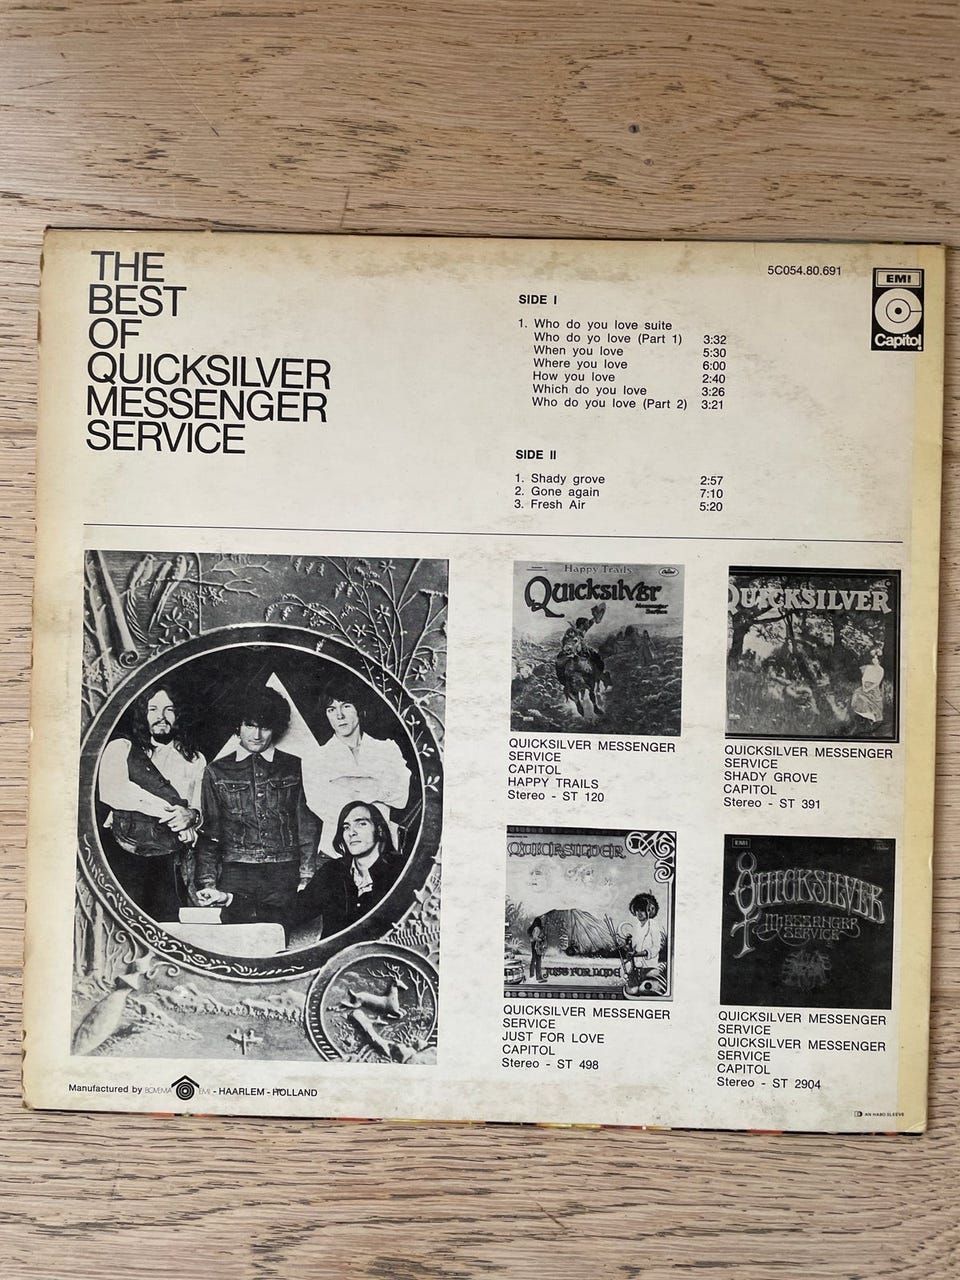 THE
BEST
OF
QUICKSILVER
MESSENGER
SERVICE
5C054.80.691
EMI
Capitol
SIDE I
1. Who do you love suite
Who do yo love (Part 1) 3:32
When you love 5:30
Where you love 6:00
How you love 2:40
Which do you love 3:26
Who do you love (Part 2) 3:21
SIDE II
1. Shady grove 2:57
2. Gone again 7:10
3. Fresh Air 5:20
Happy Trails
Quicksilver
Messenger
Service
QUICKSILVER MESSENGER
SERVICE
CAPITOL
HAPPY TRAILS
Stereo - ST 120
QUICKSILVER
QUICKSILVER MESSENGER
SERVICE
SHADY GROVE
CAPITOL
Stereo - ST 391
QUICKSILVER
JUST FOR LOVE
QUICKSILVER MESSENGER
SERVICE
JUST FOR LOVE
CAPITOL
Stereo - ST 498
EMI
QUICKSILVER
MESSENGER
SERVICE
QUICKSILVER MESSENGER
SERVICE
QUICKSILVER MESSENGER
SERVICE
CAPITOL
Stereo - ST 2904
Manufactured by BOVEMA EMI - HAARLEM - HOLLAND
AN HABO SLEEVE